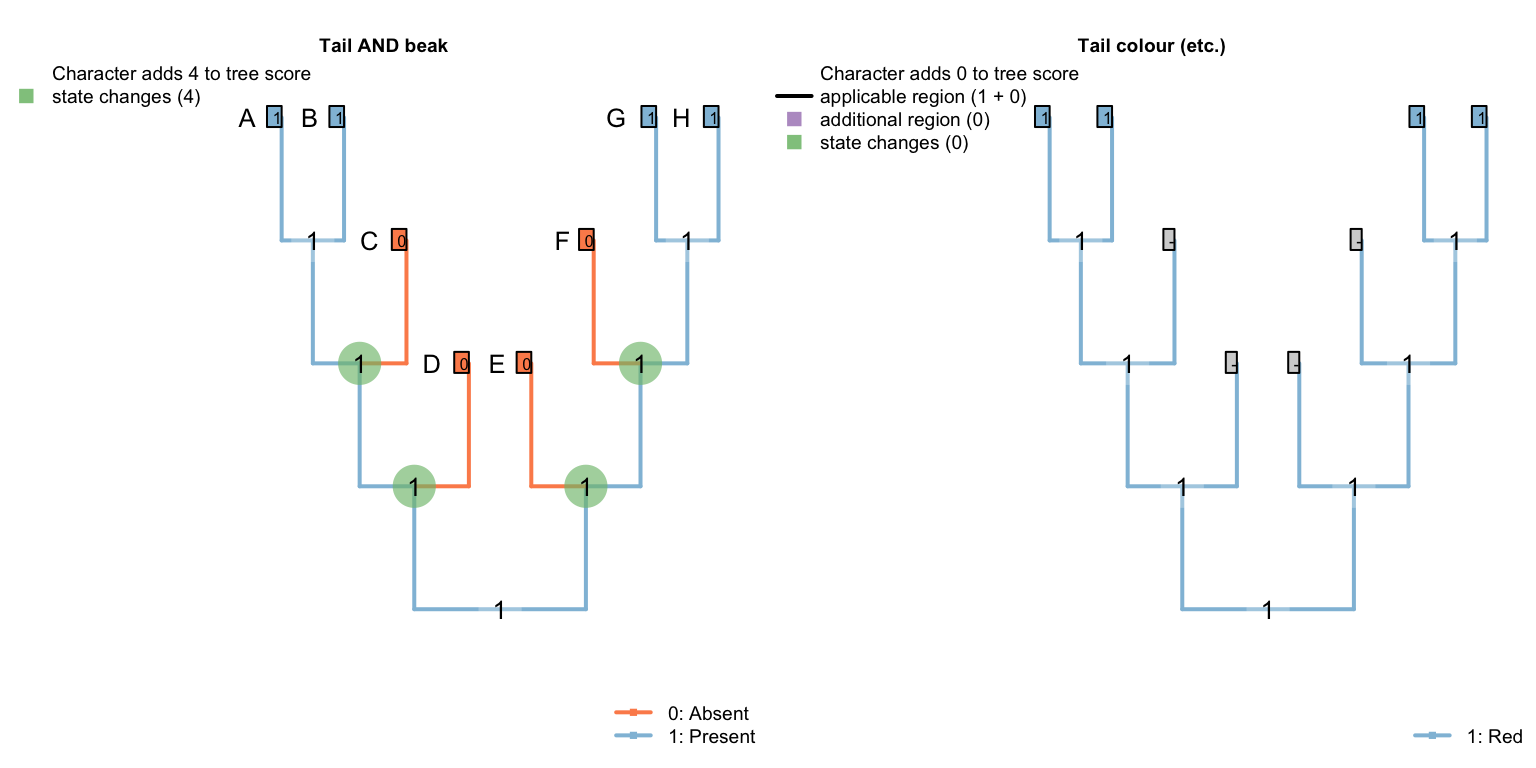 Tail AND beak
Character adds 4 to tree score
state changes (4)
A 1 B 1 G 1 H 1
1 C 0 F 0 1
1 D 0 E 0 1
1 1
1
0: Absent
1: Present
Tail colour (etc.)
Character adds 0 to tree score
applicable region (1 + 0)
additional region (0)
state changes (0)
1 1 1 1
1 - - 1
1 - - 1
1 1
1
1: Red